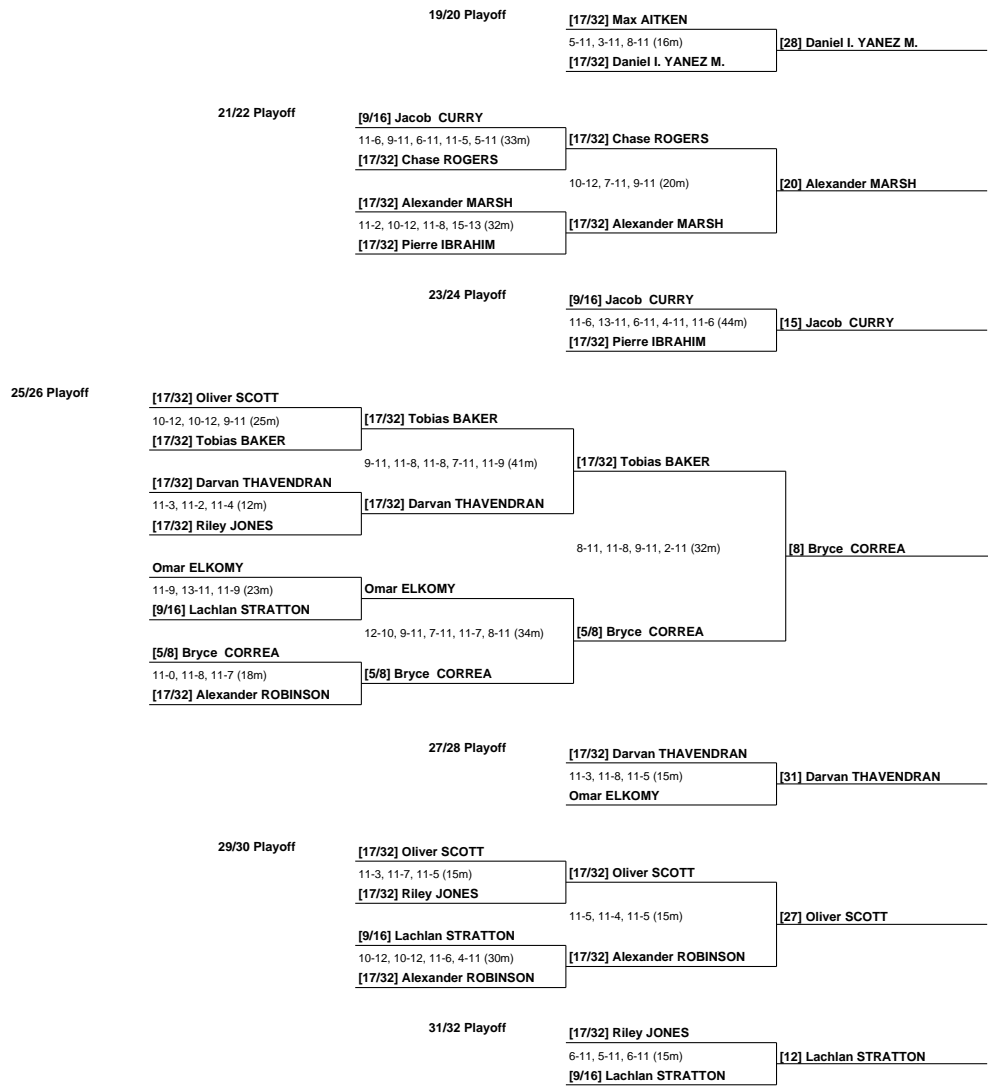 19/20 Playoff
[17/32] Max AITKEN
5-11, 3-11, 8-11 (16m)
[28] Daniel I. YANEZ M.
[17/32] Daniel I. YANEZ M.
21/22 Playoff
[9/16] Jacob CURRY
11-6, 9-11, 6-11, 11-5, 5-11 (33m)
[17/32] Chase ROGERS
[17/32] Chase ROGERS
10-12, 7-11, 9-11 (20m)
[20] Alexander MARSH
[17/32] Alexander MARSH
11-2, 10-12, 11-8, 15-13 (32m)
[17/32] Alexander MARSH
[17/32] Pierre IBRAHIM
23/24 Playoff
[9/16] Jacob CURRY
11-6, 13-11, 6-11, 4-11, 11-6 (44m)
[15] Jacob CURRY
[17/32] Pierre IBRAHIM
25/26 Playoff
[17/32] Oliver SCOTT
10-12, 10-12, 9-11 (25m)
[17/32] Tobias BAKER
[17/32] Tobias BAKER
9-11, 11-8, 11-8, 7-11, 11-9 (41m)
[17/32] Tobias BAKER
[17/32] Darvan THAVENDRAN
11-3, 11-2, 11-4 (12m)
[17/32] Darvan THAVENDRAN
[17/32] Riley JONES
8-11, 11-8, 9-11, 2-11 (32m)
[8] Bryce CORREA
Omar ELKOMY
11-9, 13-11, 11-9 (23m)
Omar ELKOMY
[9/16] Lachlan STRATTON
12-10, 9-11, 7-11, 11-7, 8-11 (34m)
[5/8] Bryce CORREA
[5/8] Bryce CORREA
11-0, 11-8, 11-7 (18m)
[5/8] Bryce CORREA
[17/32] Alexander ROBINSON
27/28 Playoff
[17/32] Darvan THAVENDRAN
11-3, 11-8, 11-5 (15m)
[31] Darvan THAVENDRAN
Omar ELKOMY
29/30 Playoff
[17/32] Oliver SCOTT
11-3, 11-7, 11-5 (15m)
[17/32] Oliver SCOTT
[17/32] Riley JONES
11-5, 11-4, 11-5 (15m)
[27] Oliver SCOTT
[9/16] Lachlan STRATTON
10-12, 10-12, 11-6, 4-11 (30m)
[17/32] Alexander ROBINSON
[17/32] Alexander ROBINSON
31/32 Playoff
[17/32] Riley JONES
6-11, 5-11, 6-11 (15m)
[12] Lachlan STRATTON
[9/16] Lachlan STRATTON